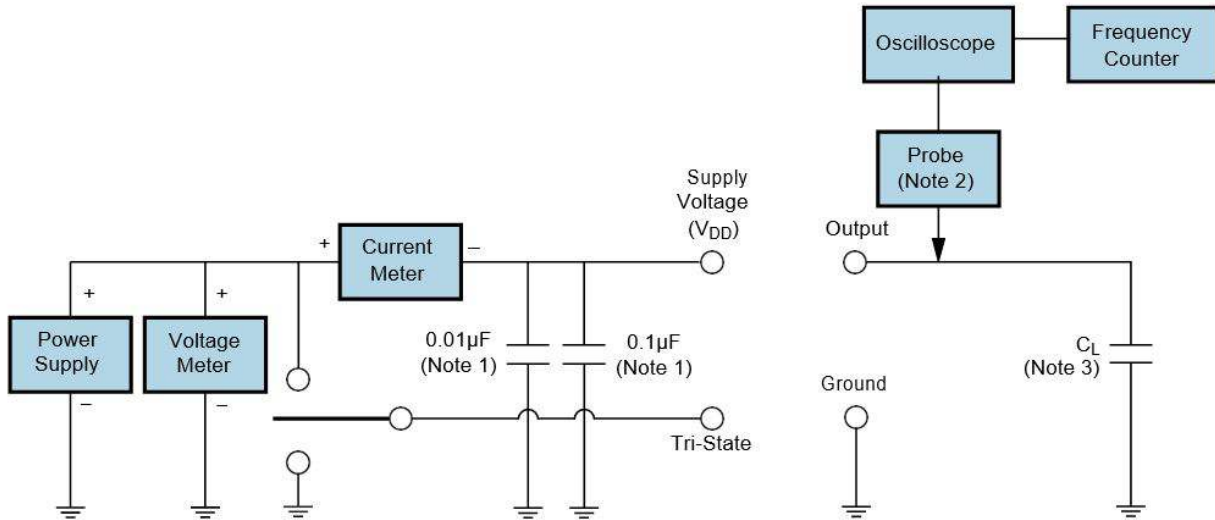 Oscilloscope
Frequency
Counter
Probe
(Note 2)
Supply
Voltage
(VDD)
Output
+
Current
Meter
–
+
Power
Supply
–
+
Voltage
Meter
–
0.01µF
(Note 1)
0.1µF
(Note 1)
CL
(Note 3)
Ground
Tri-State